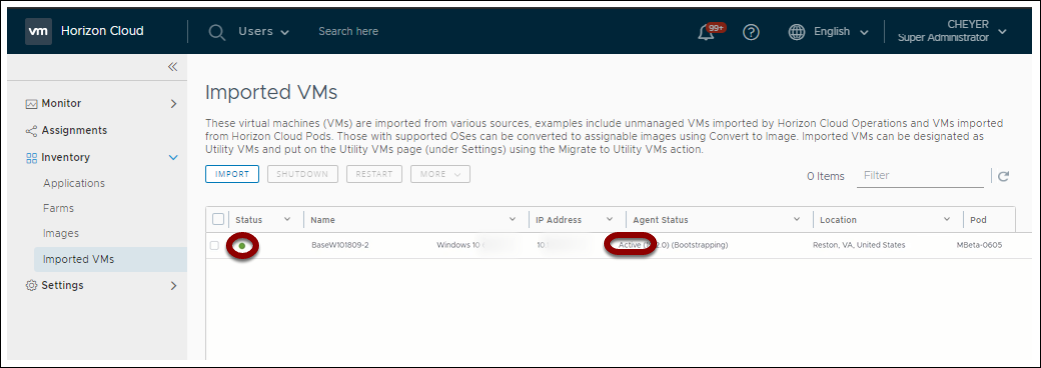 vm Horizon Cloud Users Search here 99+ ? English CHEYER
Super Administrator
Monitor
Assignments
Inventory
Applications
Farms
Images
Imported VMs
Settings
Imported VMs
These virtual machines (VMs) are imported from various sources, examples include unmanaged VMs imported by Horizon Cloud Operations and VMs imported
from Horizon Cloud Pods. Those with supported OSes can be converted to assignable images using Convert to Image. Imported VMs can be designated as
Utility VMs and put on the Utility VMs page (under Settings) using the Migrate to Utility VMs action.
IMPORT SHUTDOWN RESTART MORE 0 Items Filter
Status Name IP Address Agent Status Location Pod
BaseW101809-2 Windows 10 10 Active (Bootstrapping) Reston, VA, United States MBeta-0605